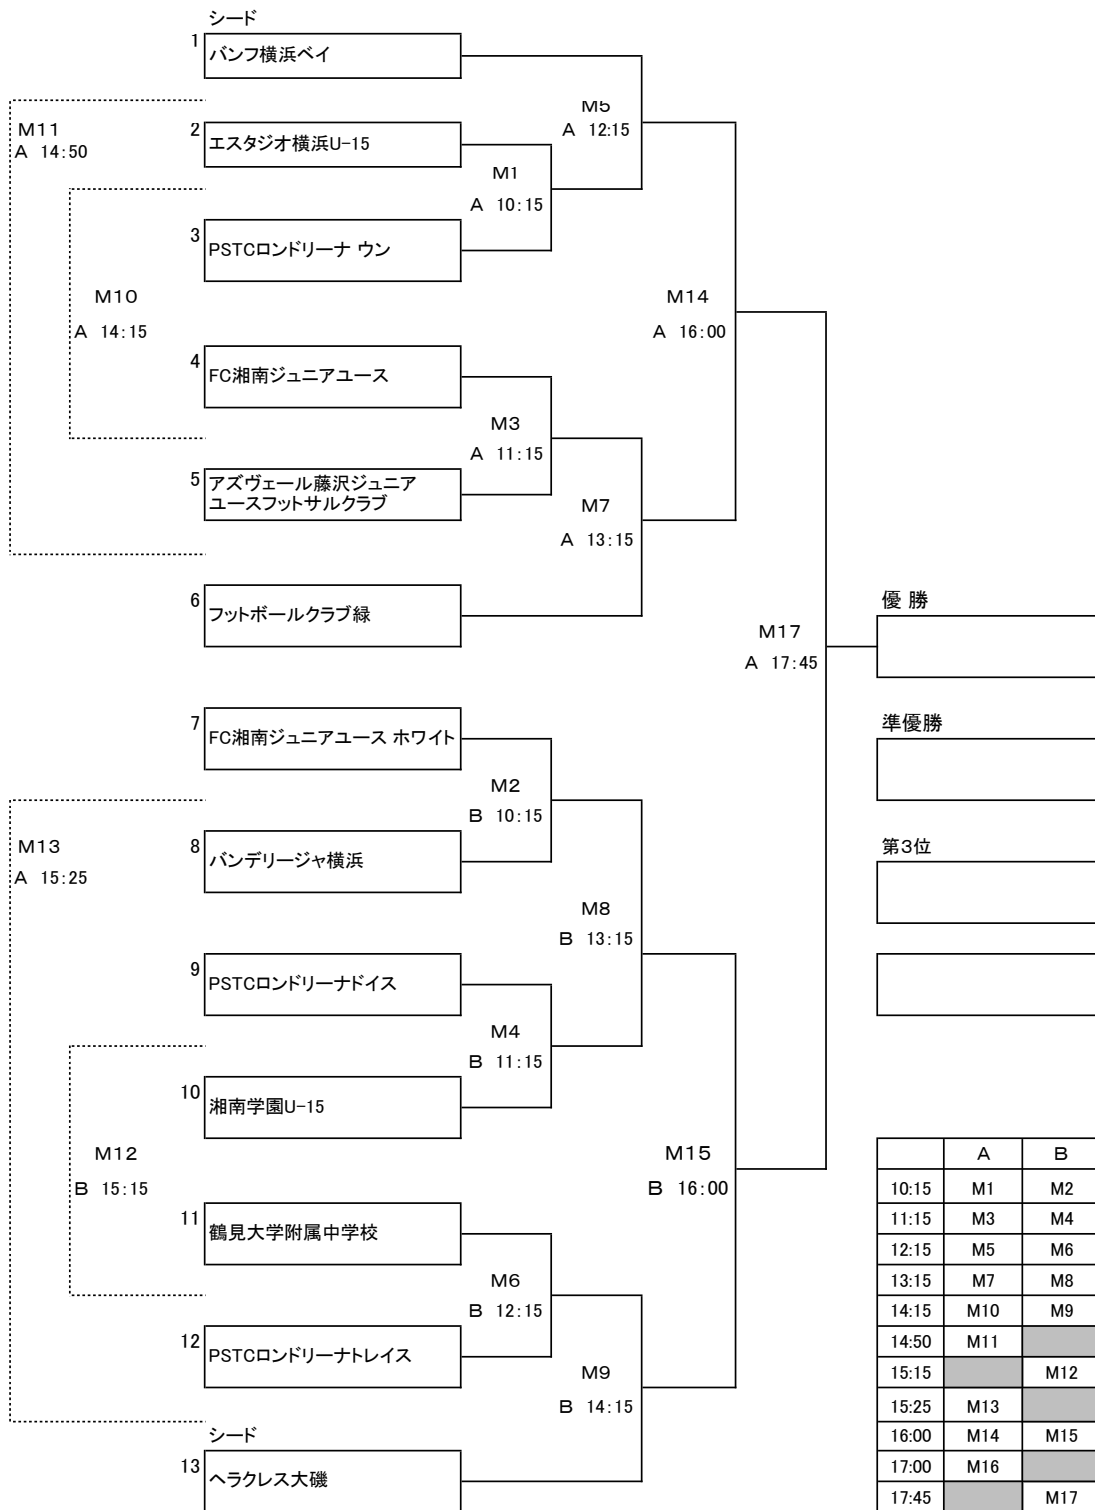 シード
1
バンフ横浜ベイ
M5
A 12:15
M11
A 14:50
2
エスタジオ横浜U-15
M1
A 10:15
3
PSTCロンドリーナ ウン
M10
A 14:15
M14
A 16:00
4
FC湘南ジュニアユース
M3
A 11:15
5
アズヴェール藤沢ジュニア
ユースフットサルクラブ
M7
A 13:15
6
フットボールクラブ緑
優 勝
M17
A 17:45
7
FC湘南ジュニアユース ホワイト
準優勝
M2
B 10:15
M13
A 15:25
8
バンデリージャ横浜
第3位
M8
B 13:15
9
PSTCロンドリーナドイス
M4
B 11:15
10
湘南学園U-15
M12
B 15:15
M15
B 16:00
11
鶴見大学附属中学校
M6
B 12:15
12
PSTCロンドリーナトレイス
M9
B 14:15
シード
13
ヘラクレス大磯
A B
10:15 M1 M2
11:15 M3 M4
12:15 M5 M6
13:15 M7 M8
14:15 M10 M9
14:50 M11
15:15 M12
15:25 M13
16:00 M14 M15
17:00 M16
17:45 M17